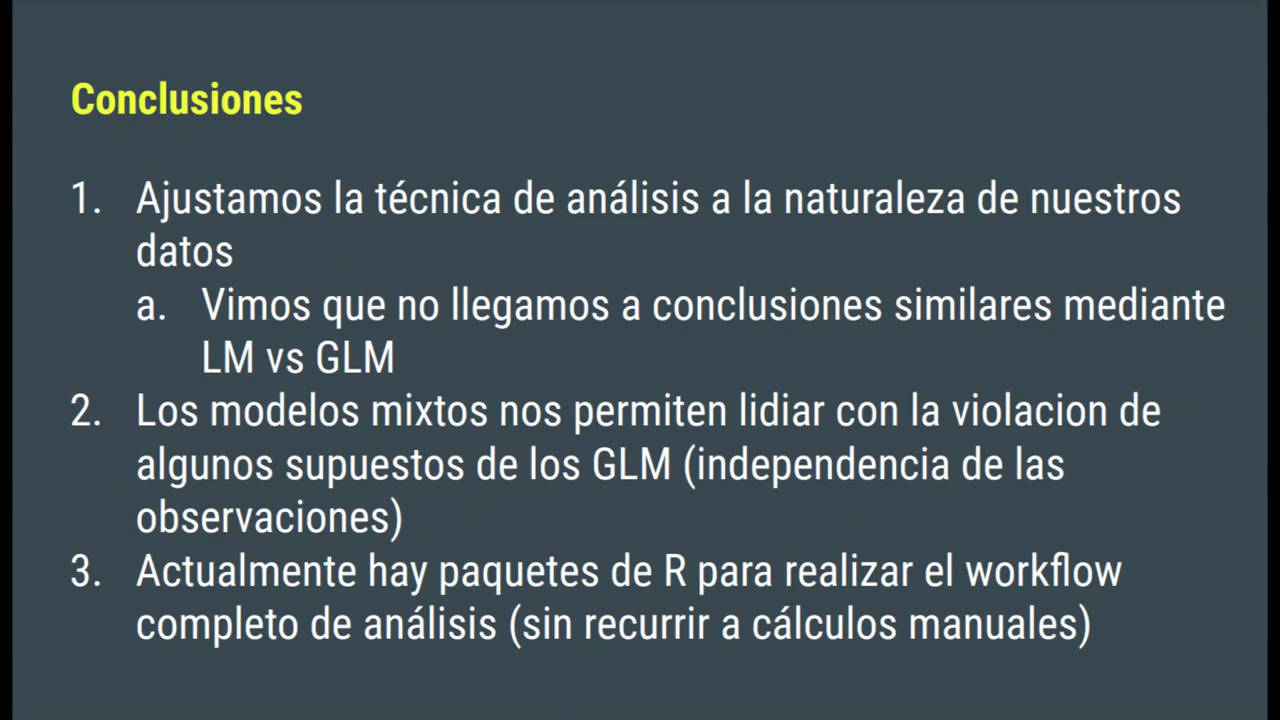 Conclusiones
1. Ajustamos la técnica de análisis a la naturaleza de nuestros
datos
a. Vimos que no llegamos a conclusiones similares mediante
LM vs GLM
2. Los modelos mixtos nos permiten lidiar con la violacion de
algunos supuestos de los GLM (independencia de las
observaciones)
3. Actualmente hay paquetes de R para realizar el workflow
completo de análisis (sin recurrir a cálculos manuales)